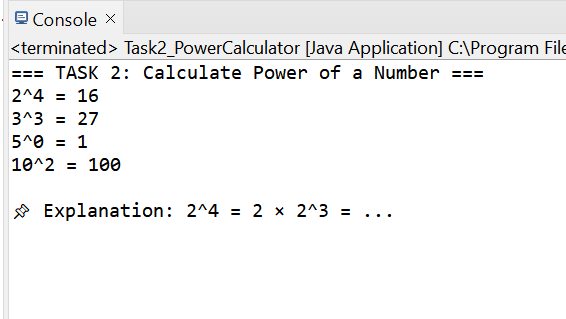 Console ×
<terminated> Task2_PowerCalculator [Java Application] C:\Program File
=== TASK 2: Calculate Power of a Number ===
2^4 = 16
3^3 = 27
5^0 = 1
10^2 = 100
📌 Explanation: 2^4 = 2 × 2^3 = ...